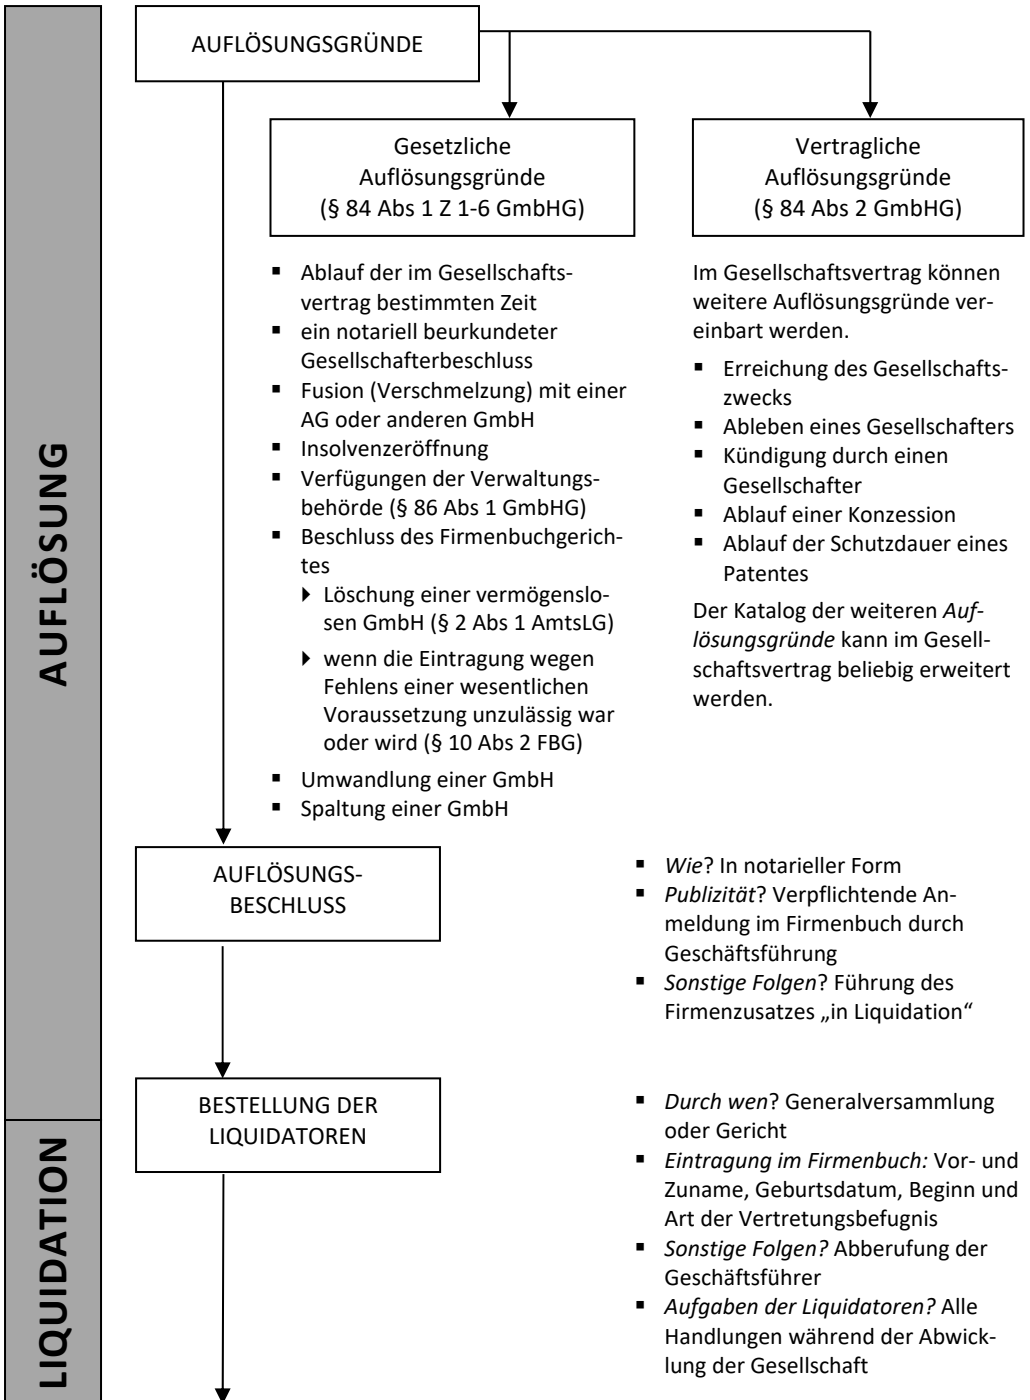 AUFLÖSUNG
AUFLÖSUNGSGRÜNDE
Gesetzliche
Auflösungsgründe
(§ 84 Abs 1 Z 1-6 GmbHG)
▪ Ablauf der im Gesellschafts-
vertrag bestimmten Zeit
▪ ein notariell beurkundeter
Gesellschafterbeschluss
▪ Fusion (Verschmelzung) mit einer
AG oder anderen GmbH
▪ Insolvenzeröffnung
▪ Verfügungen der Verwaltungs-
behörde (§ 86 Abs 1 GmbHG)
▪ Beschluss des Firmenbuchgerich-
tes
Löschung einer vermögenslo-
sen GmbH (§ 2 Abs 1 AmtsLG)
wenn die Eintragung wegen
Fehlens einer wesentlichen
Voraussetzung unzulässig war
oder wird (§ 10 Abs 2 FBG)
▪ Umwandlung einer GmbH
▪ Spaltung einer GmbH
Vertragliche
Auflösungsgründe
(§ 84 Abs 2 GmbHG)
Im Gesellschaftsvertrag können
weitere Auflösungsgründe ver-
einbart werden.
▪ Erreichung des Gesellschafts-
zwecks
▪ Ableben eines Gesellschafters
▪ Kündigung durch einen
Gesellschafter
▪ Ablauf einer Konzession
▪ Ablauf der Schutzdauer eines
Patentes
Der Katalog der weiteren Auf-
lösungsgründe kann im Gesell-
schaftsvertrag beliebig erweitert
werden.
AUFLÖSUNGS-
BESCHLUSS
▪ Wie? In notarieller Form
▪ Publizität? Verpflichtende An-
meldung im Firmenbuch durch
Geschäftsführung
▪ Sonstige Folgen? Führung des
Firmenzusatzes „in Liquidation“
LIQUIDATION
BESTELLUNG DER
LIQUIDATOREN
▪ Durch wen? Generalversammlung
oder Gericht
▪ Eintragung im Firmenbuch: Vor- und
Zuname, Geburtsdatum, Beginn und
Art der Vertretungsbefugnis
▪ Sonstige Folgen? Abberufung der
Geschäftsführer
▪ Aufgaben der Liquidatoren? Alle
Handlungen während der Abwick-
lung der Gesellschaft